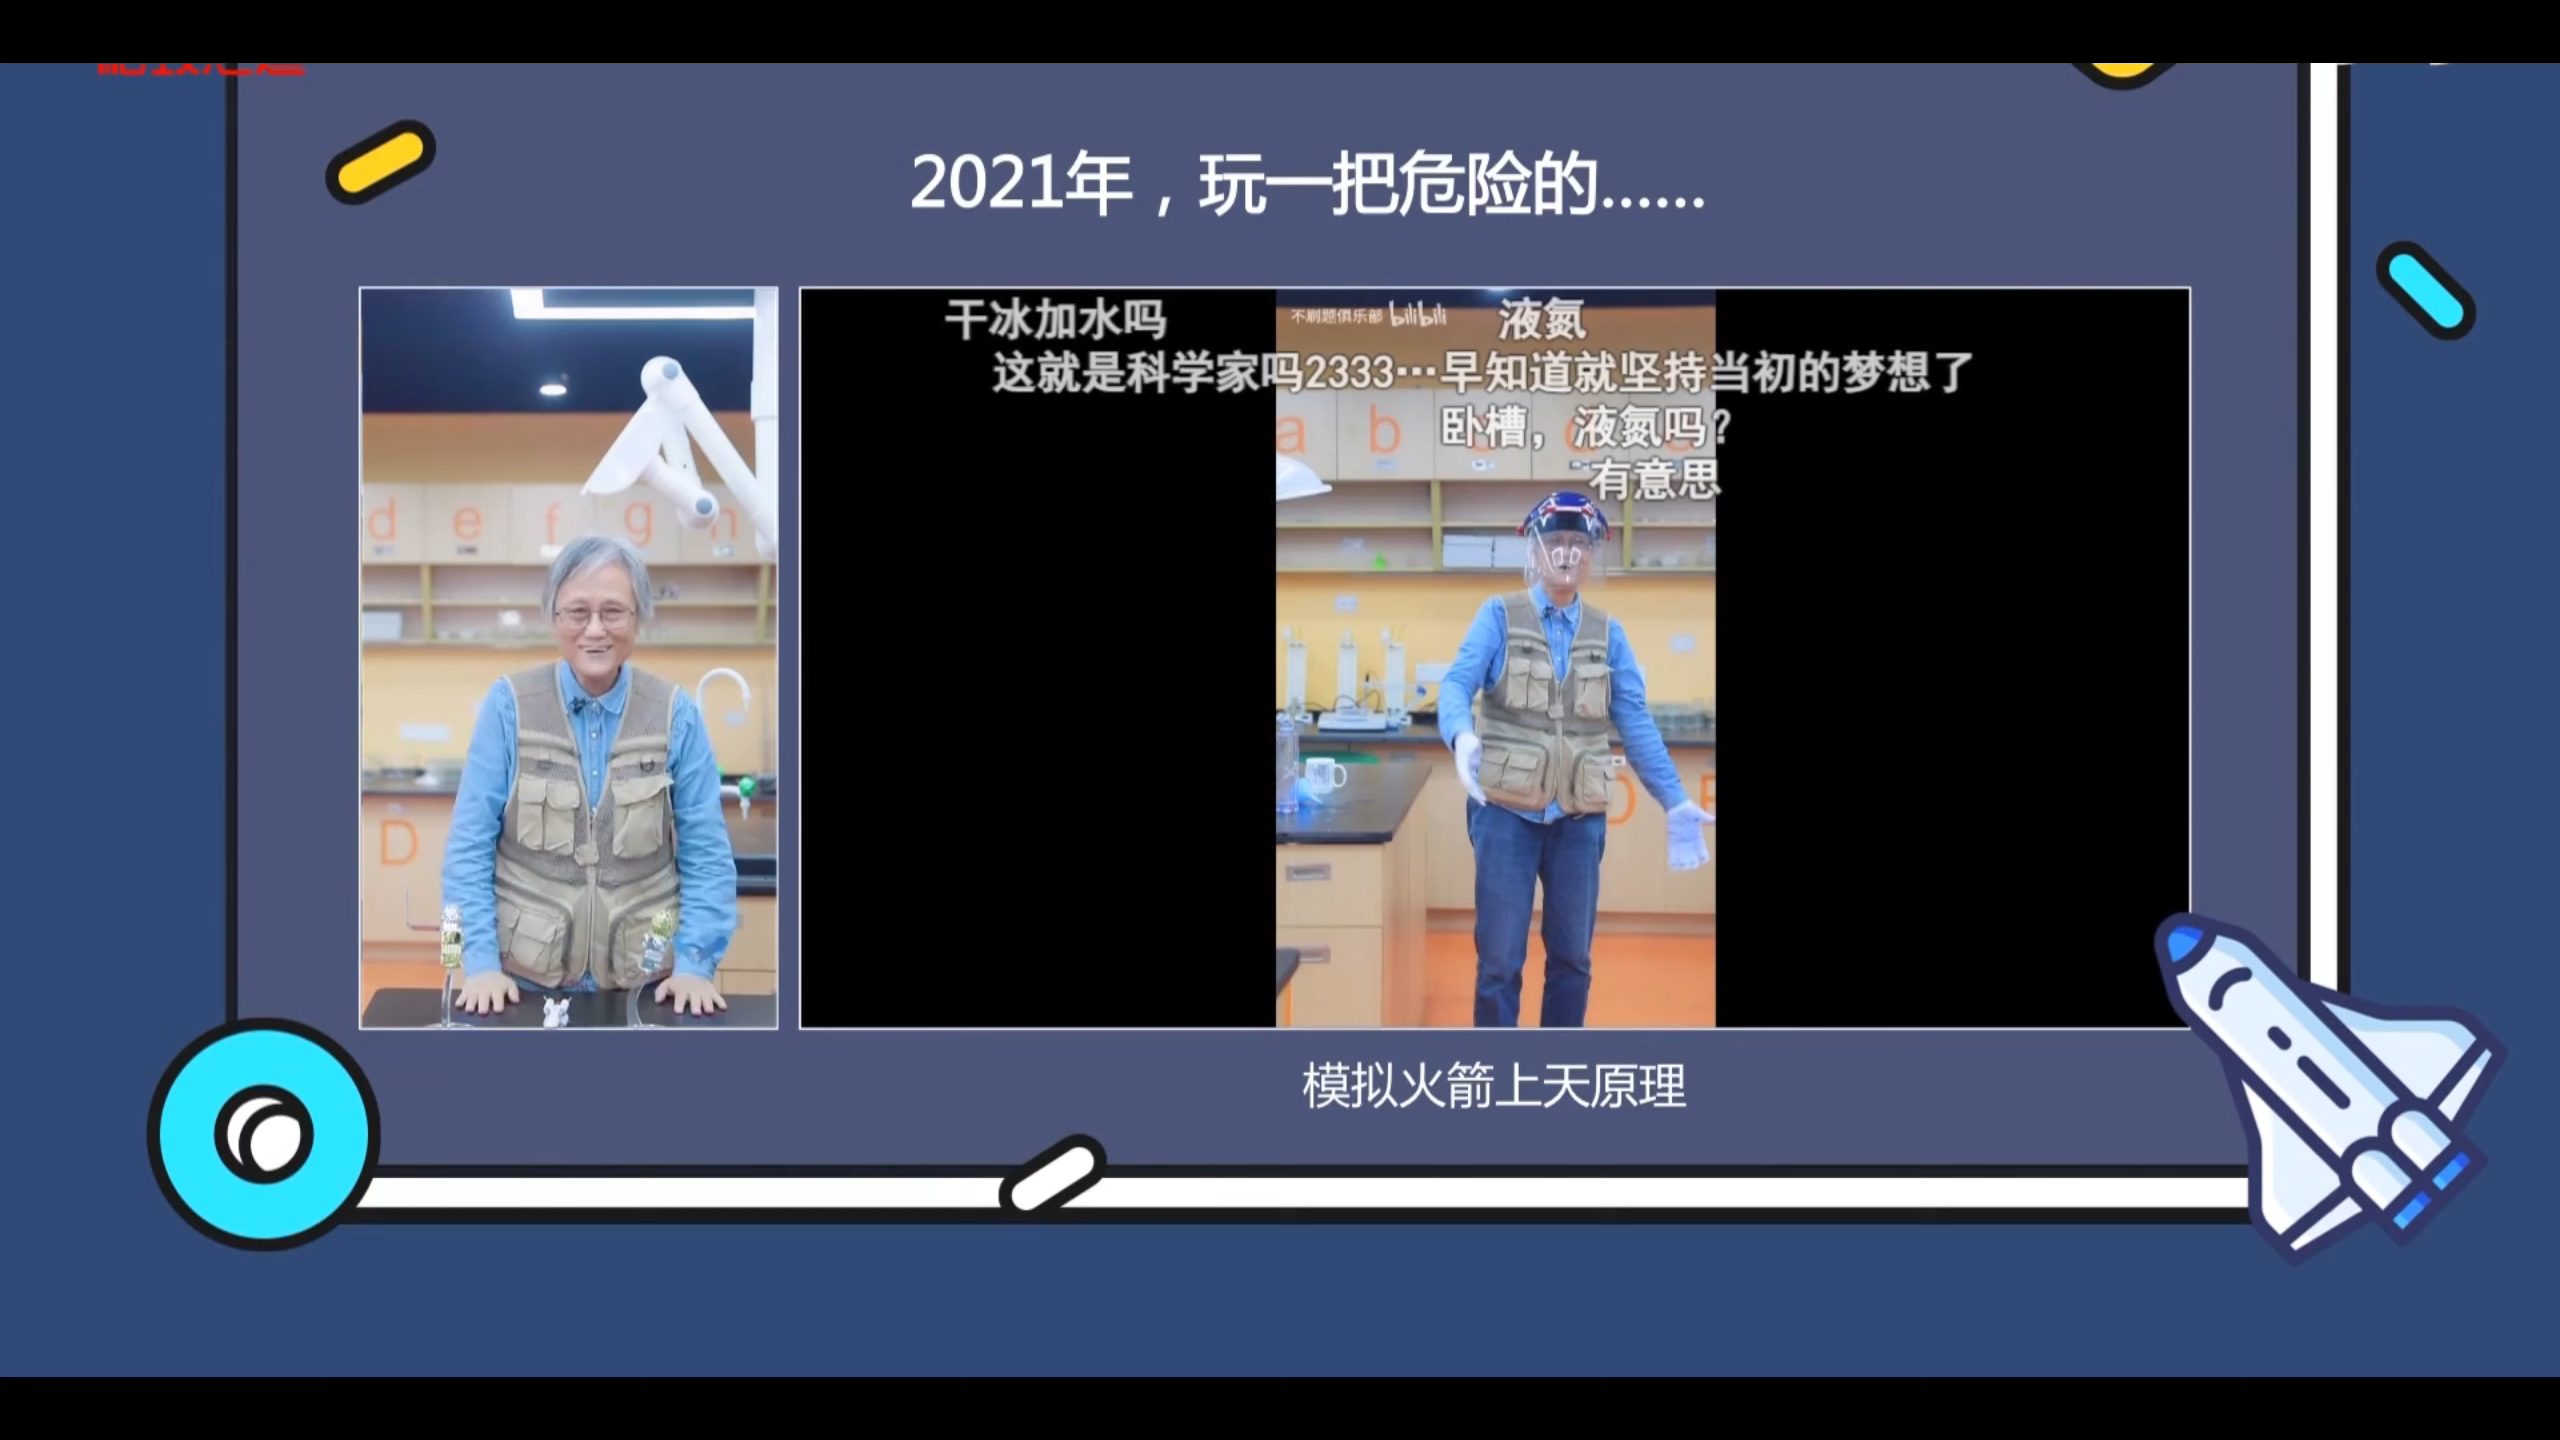 2021年，玩一把危险的......
干冰加水吗
不刷题俱乐部 bilibili
液氮
这就是科学家吗2333…早知道就坚持当初的梦想了
卧槽，液氮吗？
有意思
a b
d e f g h
D
D
模拟火箭上天原理